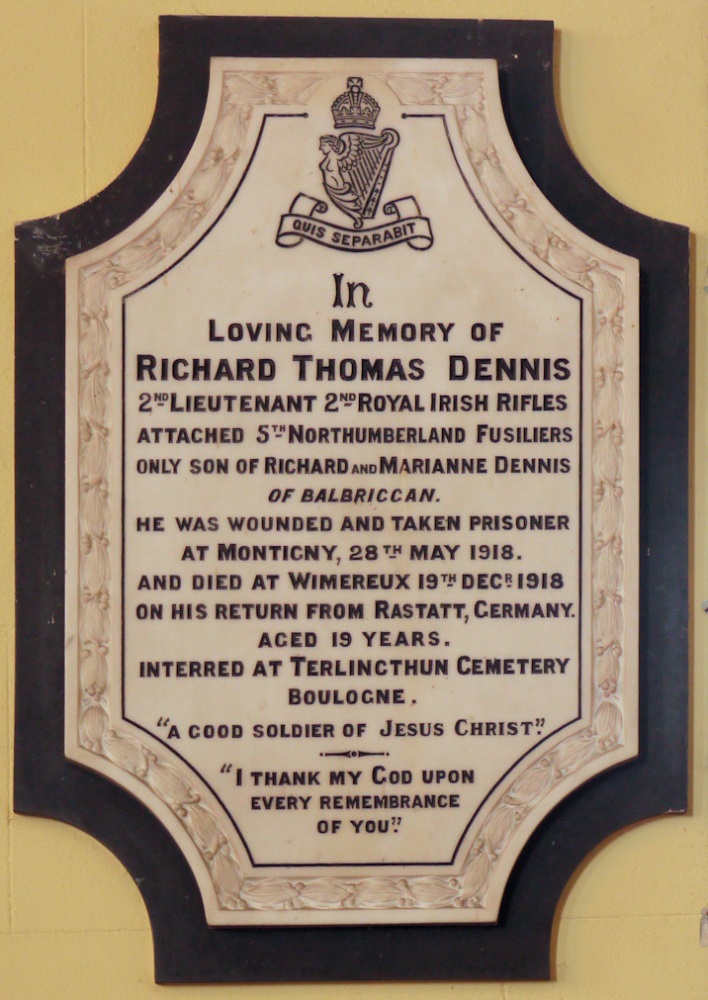 QUIS SEPARABIT
In
LOVING MEMORY OF
RICHARD THOMAS DENNIS
2ND LIEUTENANT 2ND ROYAL IRISH RIFLES
ATTACHED 5TH NORTHUMBERLAND FUSILIERS
ONLY SON OF RICHARD AND MARIANNE DENNIS
OF BALBRIGGAN.
HE WAS WOUNDED AND TAKEN PRISONER
AT MONTIGNY, 28TH MAY 1918.
AND DIED AT WIMEREUX 19TH DECR 1918
ON HIS RETURN FROM RASTATT, GERMANY.
AGED 19 YEARS.
INTERRED AT TERLINGTHUN CEMETERY
BOULOGNE.
"A GOOD SOLDIER OF JESUS CHRIST."
"I THANK MY GOD UPON
EVERY REMEMBRANCE
OF YOU."